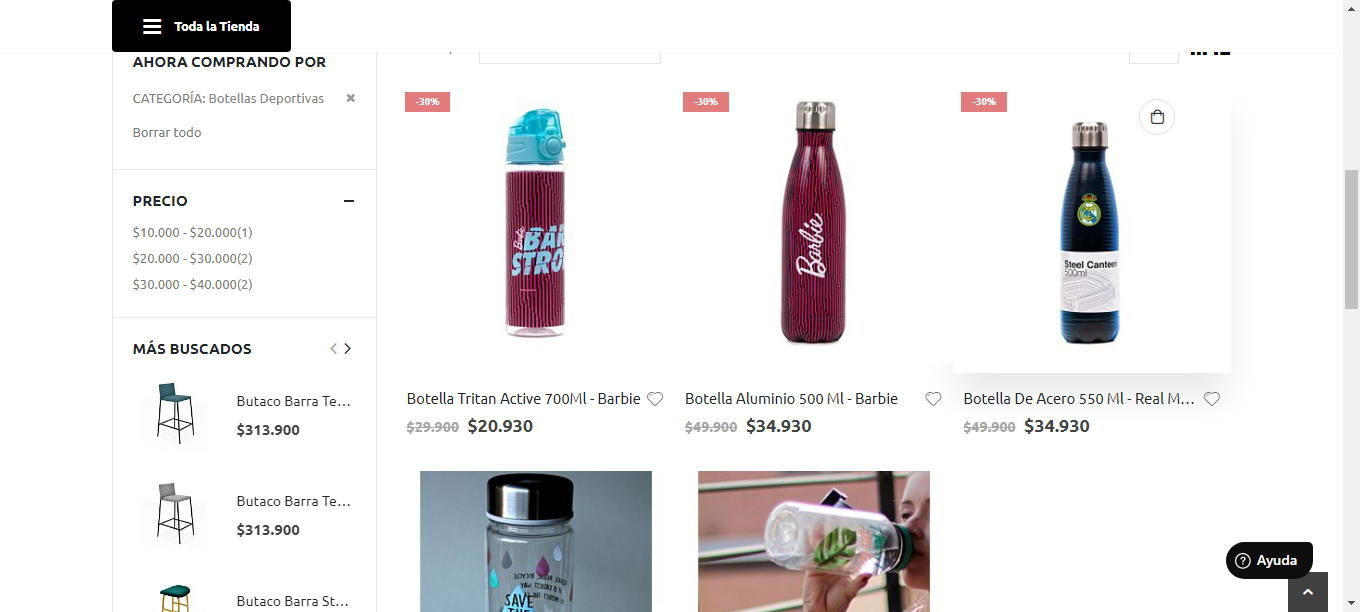 Toda la Tienda
AHORA COMPRANDO POR
CATEGORÍA: Botellas Deportivas
Borrar todo
PRECIO
$10.000 - $20.000(1)
$20.000 - $30.000(2)
$30.000 - $40.000(2)
MÁS BUSCADOS
Butaco Barra Te...
$313.900
Butaco Barra Te...
$313.900
Butaco Barra St...
-30%
BAR
STRO
Botella Tritan Active 700Ml - Barbie
$29.900 $20.930
-30%
Barbie
Botella Aluminio 500 Ml - Barbie
$49.900 $34.930
-30%
Steel Canteen
500ml
Botella De Acero 550 Ml - Real M...
$49.900 $34.930
SAVE
THE
Ayuda